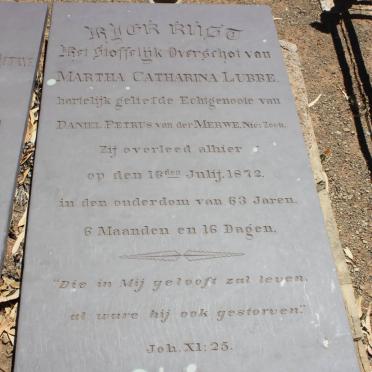 HIER RUST
Het Stoffelijk Overschot van
MARTHA CATHARINA LUBBE.
hartelijk geliefde Echtgenoote van
DANIEL PETRUS van der MERWE, Nic: Zoon.
Zij overleed alhier
op den 19den Julij, 1872.
in den ouderdom van 63 Jaren,
6 Maanden en 16 Dagen.
"Die in Mij gelooft zal leven,
al ware hij ook gestorven."
Joh. XI: 25.